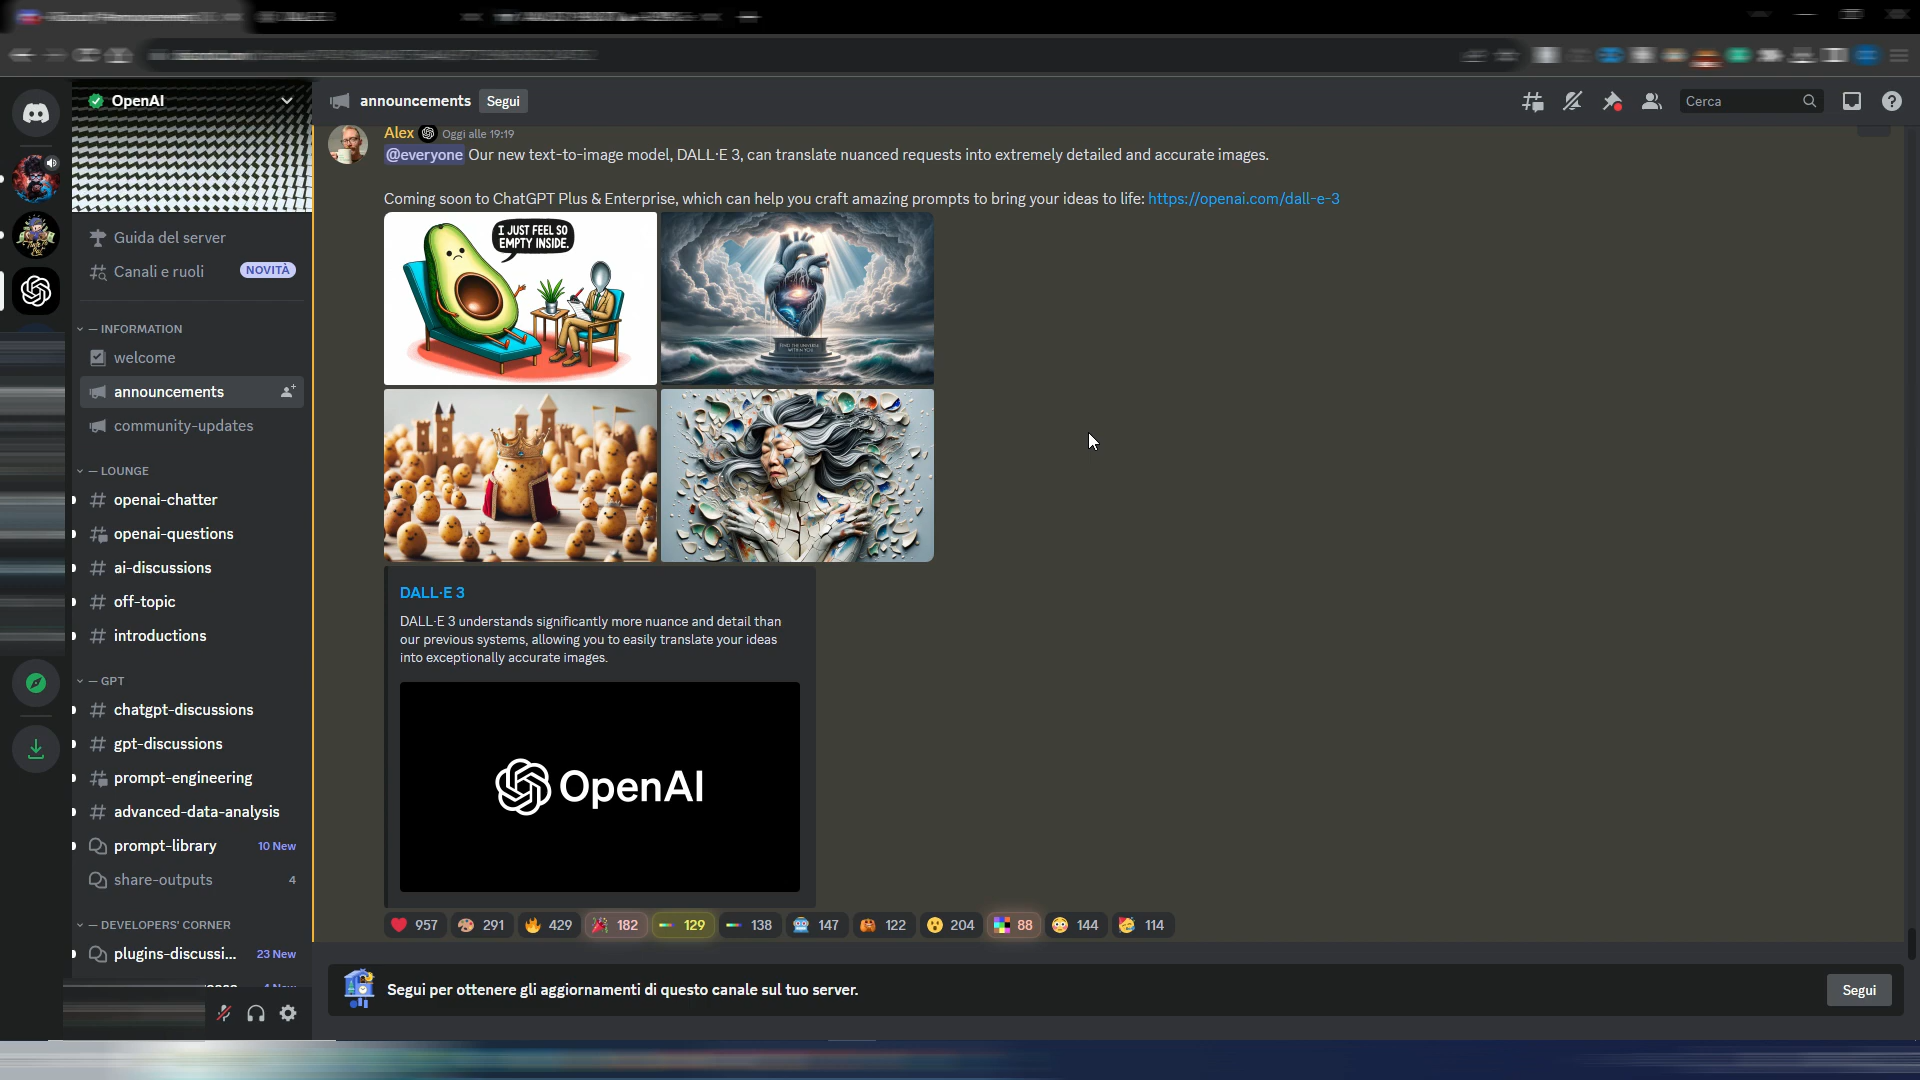 OpenAI
announcements
Segui
Cerca
Guida del server
Canali e ruoli
NOVITÀ
— INFORMATION
welcome
announcements
community-updates
— LOUNGE
openai-chatter
openai-questions
ai-discussions
off-topic
introductions
— GPT
chatgpt-discussions
gpt-discussions
prompt-engineering
advanced-data-analysis
prompt-library
10 New
share-outputs
4
— DEVELOPERS' CORNER
plugins-discussi...
23 New
Alex
Oggi alle 19:19
@everyone Our new text-to-image model, DALL·E 3, can translate nuanced requests into extremely detailed and accurate images.
Coming soon to ChatGPT Plus & Enterprise, which can help you craft amazing prompts to bring your ideas to life: https://openai.com/dall-e-3
I JUST FEEL SO
EMPTY INSIDE.
FIND THE UNIVERSE
WITHIN YOU
DALL·E 3
DALL·E 3 understands significantly more nuance and detail than
our previous systems, allowing you to easily translate your ideas
into exceptionally accurate images.
OpenAI
957
291
429
182
129
138
147
122
204
88
144
114
Segui per ottenere gli aggiornamenti di questo canale sul tuo server.
Segui